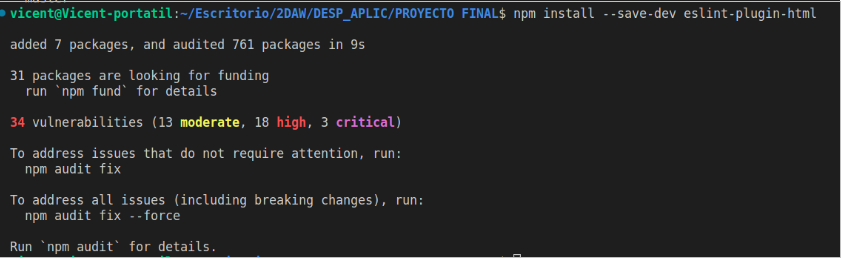 vicent@Vicent-portatil:~/Escritorio/2DAW/DESP_APLIC/PROYECTO FINAL$ npm install --save-dev eslint-plugin-html
added 7 packages, and audited 761 packages in 9s
31 packages are looking for funding
  run `npm fund` for details
34 vulnerabilities (13 moderate, 18 high, 3 critical)
To address issues that do not require attention, run:
  npm audit fix
To address all issues (including breaking changes), run:
  npm audit fix --force
Run `npm audit` for details.